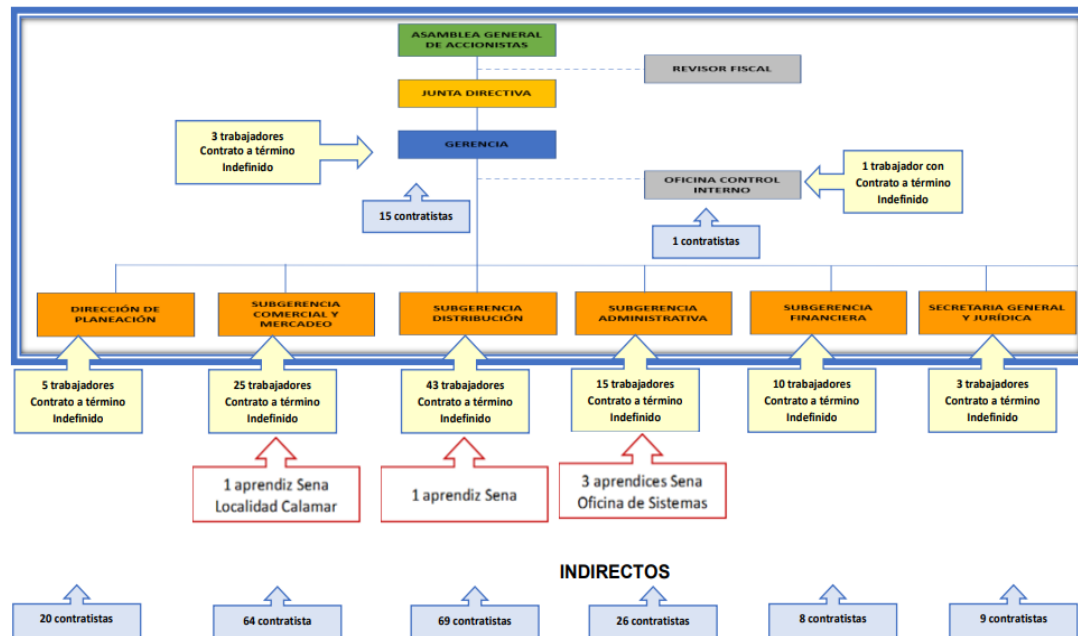 ASAMBLEA GENERAL
DE ACCIONISTAS
REVISOR FISCAL
JUNTA DIRECTIVA
3 trabajadores
Contrato a término
Indefinido
GERENCIA
OFICINA CONTROL
INTERNO
1 trabajador con
Contrato a término
Indefinido
15 contratistas
1 contratistas
DIRECCIÓN DE
PLANEACIÓN
SUBGERENCIA
COMERCIAL Y
MERCADEO
SUBGERENCIA
DISTRIBUCIÓN
SUBGERENCIA
ADMINISTRATIVA
SUBGERENCIA
FINANCIERA
SECRETARIA GENERAL
Y JURÍDICA
5 trabajadores
Contrato a término
Indefinido
25 trabajadores
Contrato a término
Indefinido
43 trabajadores
Contrato a término
Indefinido
15 trabajadores
Contrato a término
Indefinido
10 trabajadores
Contrato a término
Indefinido
3 trabajadores
Contrato a término
Indefinido
1 aprendiz Sena
Localidad Calamar
1 aprendiz Sena
3 aprendices Sena
Oficina de Sistemas
INDIRECTOS
20 contratistas
64 contratista
69 contratistas
26 contratistas
8 contratistas
9 contratistas